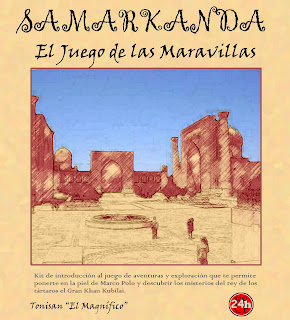 SAMARKANDA
El Juego de las Maravillas
Kit de introducción al juego de aventuras y exploración que te permite
ponerte en la piel de Marco Polo y descubrir los misterios del rey de los
tártaros el Gran Khan Kubilai.
Tonisan "El Magnífico"
24h